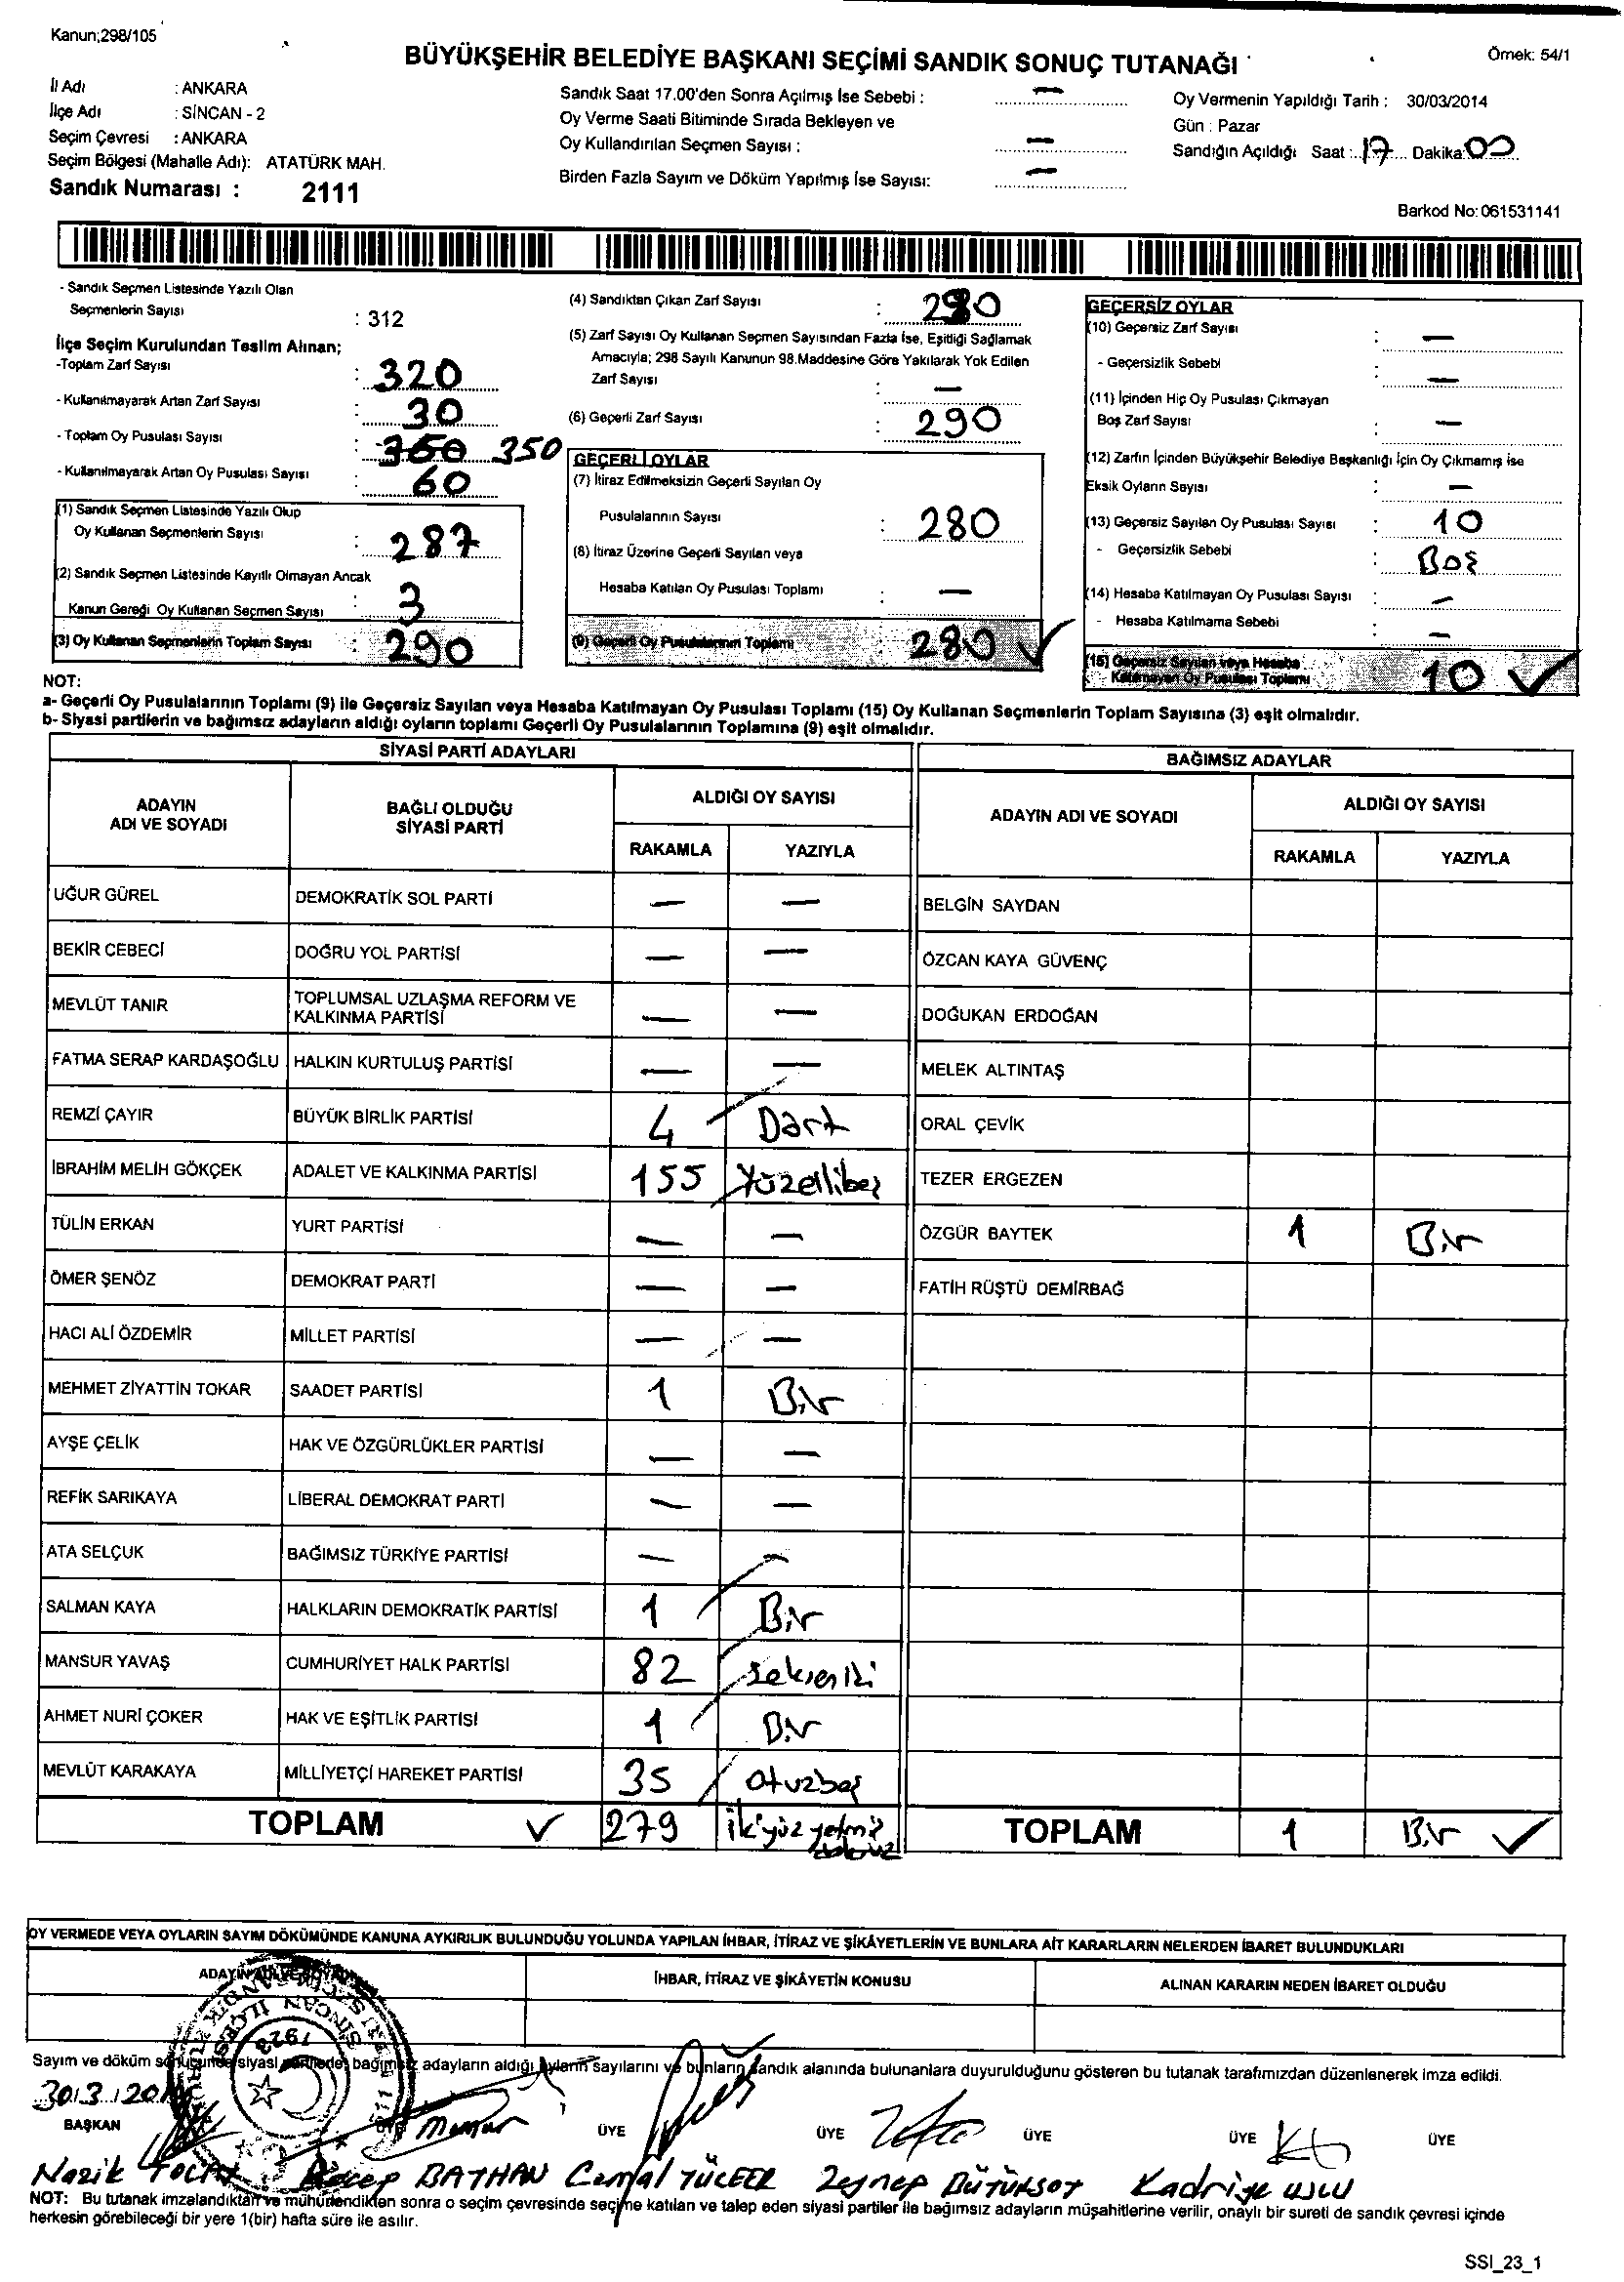 Kanun;298/105
BÜYÜKŞEHİR BELEDİYE BAŞKANI SEÇİMİ SANDIK SONUÇ TUTANAĞI
Örnek: 54/1
İl Adı : ANKARA
İlçe Adı : SİNCAN - 2
Seçim Çevresi : ANKARA
Seçim Bölgesi (Mahalle Adı): ATATÜRK MAH.
Sandık Numarası : 2111
Sandık Saat 17.00'den Sonra Açılmış İse Sebebi : —
Oy Verme Saati Bitiminde Sırada Bekleyen ve
Oy Kullandırılan Seçmen Sayısı : —
Birden Fazla Sayım ve Döküm Yapılmış İse Sayısı: —
Oy Vermenin Yapıldığı Tarih : 30/03/2014
Gün : Pazar
Sandığın Açıldığı Saat : 17 Dakika: 00
Barkod No: 061531141
- Sandık Seçmen Listesinde Yazılı Olan
Seçmenlerin Sayısı : 312
İlçe Seçim Kurulundan Teslim Alınan;
-Toplam Zarf Sayısı : 320
- Kullanılmayarak Artan Zarf Sayısı : 30
- Toplam Oy Pusulası Sayısı : 350
- Kullanılmayarak Artan Oy Pusulası Sayısı : 60
(1) Sandık Seçmen Listesinde Yazılı Olup
Oy Kullanan Seçmenlerin Sayısı : 287
(2) Sandık Seçmen Listesinde Kayıtlı Olmayan Ancak
Kanun Gereği Oy Kullanan Seçmen Sayısı : 3
(3) Oy Kullanan Seçmenlerin Toplam Sayısı : 290
(4) Sandıktan Çıkan Zarf Sayısı : 290
(5) Zarf Sayısı Oy Kullanan Seçmen Sayısından Fazla İse, Eşitliği Sağlamak
Amacıyla; 298 Sayılı Kanunun 98.Maddesine Göre Yakılarak Yok Edilen
Zarf Sayısı : —
(6) Geçerli Zarf Sayısı : 290
GEÇERLİ OYLAR
(7) İtiraz Edilmeksizin Geçerli Sayılan Oy
Pusulalarının Sayısı : 280
(8) İtiraz Üzerine Geçerli Sayılan veya
Hesaba Katılan Oy Pusulası Toplamı : —
(9) Geçerli Oy Pusulalarının Toplamı : 280
GEÇERSİZ OYLAR
(10) Geçersiz Zarf Sayısı : —
- Geçersizlik Sebebi : —
(11) İçinden Hiç Oy Pusulası Çıkmayan
Boş Zarf Sayısı : —
(12) Zarfın İçinden Büyükşehir Belediye Başkanlığı İçin Oy Çıkmamış ise
Eksik Oyların Sayısı : —
(13) Geçersiz Sayılan Oy Pusulası Sayısı : 10
- Geçersizlik Sebebi : Boş
(14) Hesaba Katılmayan Oy Pusulası Sayısı : —
- Hesaba Katılmama Sebebi : —
(15) Geçersiz Sayılan veya Hesaba
Katılmayan Oy Pusulası Toplamı 10
NOT:
a- Geçerli Oy Pusulalarının Toplamı (9) ile Geçersiz Sayılan veya Hesaba Katılmayan Oy Pusulası Toplamı (15) Oy Kullanan Seçmenlerin Toplam Sayısına (3) eşit olmalıdır.
b- Siyasi partilerin ve bağımsız adayların aldığı oyların toplamı Geçerli Oy Pusulalarının Toplamına (9) eşit olmalıdır.
SİYASİ PARTİ ADAYLARI
ADAYIN ADI VE SOYADI BAĞLI OLDUĞU SİYASİ PARTİ ALDIĞI OY SAYISI
RAKAMLA YAZIYLA
UĞUR GÜREL DEMOKRATİK SOL PARTİ — —
BEKİR CEBECİ DOĞRU YOL PARTİSİ — —
MEVLÜT TANIR TOPLUMSAL UZLAŞMA REFORM VE KALKINMA PARTİSİ — —
FATMA SERAP KARDAŞOĞLU HALKIN KURTULUŞ PARTİSİ — —
REMZİ ÇAYIR BÜYÜK BİRLİK PARTİSİ 4 Dört
İBRAHİM MELİH GÖKÇEK ADALET VE KALKINMA PARTİSİ 155 Yüzellibeş
TÜLİN ERKAN YURT PARTİSİ — —
ÖMER ŞENÖZ DEMOKRAT PARTİ — —
HACI ALİ ÖZDEMİR MİLLET PARTİSİ — —
MEHMET ZİYATTİN TOKAR SAADET PARTİSİ 1 Bir
AYŞE ÇELİK HAK VE ÖZGÜRLÜKLER PARTİSİ — —
REFİK SARIKAYA LİBERAL DEMOKRAT PARTİ — —
ATA SELÇUK BAĞIMSIZ TÜRKİYE PARTİSİ — —
SALMAN KAYA HALKLARIN DEMOKRATİK PARTİSİ 1 Bir
MANSUR YAVAŞ CUMHURİYET HALK PARTİSİ 82 Sekseniki
AHMET NURİ ÇOKER HAK VE EŞİTLİK PARTİSİ 1 Bir
MEVLÜT KARAKAYA MİLLİYETÇİ HAREKET PARTİSİ 35 otuzbeş
TOPLAM 279 ikiyüz yetmiş dokuz
BAĞIMSIZ ADAYLAR
ADAYIN ADI VE SOYADI ALDIĞI OY SAYISI
RAKAMLA YAZIYLA
BELGİN SAYDAN
ÖZCAN KAYA GÜVENÇ
DOĞUKAN ERDOĞAN
MELEK ALTINTAŞ
ORAL ÇEVİK
TEZER ERGEZEN
ÖZGÜR BAYTEK 1 Bir
FATİH RÜŞTÜ DEMİRBAĞ
TOPLAM 1 Bir
OY VERMEDE VEYA OYLARIN SAYIM DÖKÜMÜNDE KANUNA AYKIRILIK BULUNDUĞU YOLUNDA YAPILAN İHBAR, İTİRAZ VE ŞİKÂYETLERİN VE BUNLARA AİT KARARLARIN NELERDEN İBARET BULUNDUKLARI
ADAYIN İHBAR, İTİRAZ VE ŞİKÂYETİN KONUSU ALINAN KARARIN NEDEN İBARET OLDUĞU
SİNCAN İLÇESİ
1923
Sayım ve döküm sonucunda siyasi bağımsız adayların aldığı oyların sayılarını ve bunların sandık alanında bulunanlara duyurulduğunu gösteren bu tutanak tarafımızdan düzenlenerek imza edildi.
30.3.2014
BAŞKAN ÜYE ÜYE ÜYE ÜYE ÜYE
Nazik Recep BATHAN Cemal YÜCEER Zeynep Kadriye USLU
NOT: Bu tutanak imzalandıktan ve mühürlendikten sonra o seçim çevresinde seçime katılan ve talep eden siyasi partiler ile bağımsız adayların müşahitlerine verilir, onaylı bir sureti de sandık çevresi içinde
herkesin görebileceği bir yere 1(bir) hafta süre ile asılır.
SSI_23_1